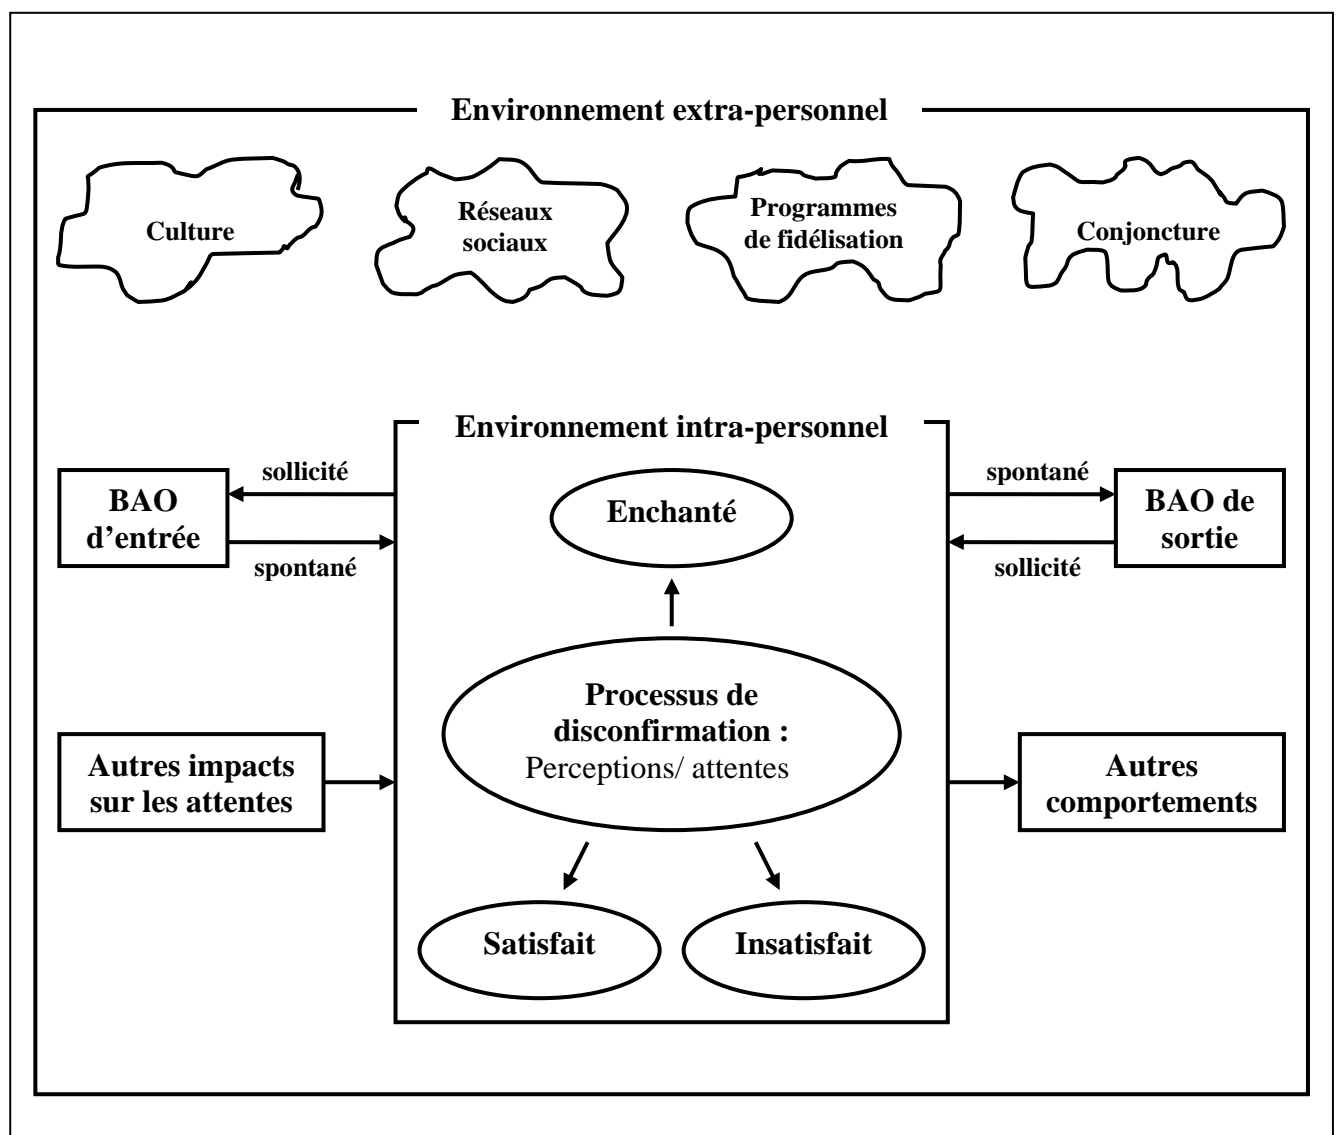 Environnement extra-personnel
Culture
Réseaux
sociaux
Programmes
de fidélisation
Conjoncture
Environnement intra-personnel
sollicité
spontané
BAO
d’entrée
Enchanté
BAO de
sortie
spontané
sollicité
Processus de
disconfirmation :
Perceptions/ attentes
Autres impacts
sur les attentes
Autres
comportements
Satisfait
Insatisfait